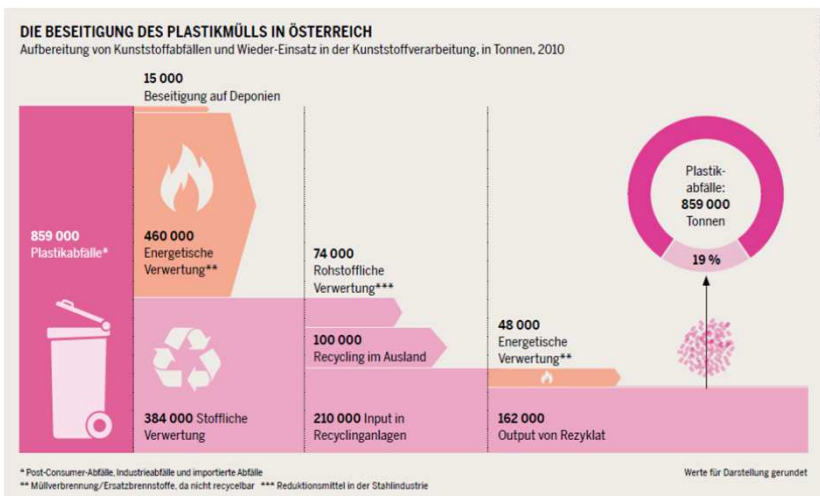 DIE BESEITIGUNG DES PLASTIKMÜLLS IN ÖSTERREICH
Aufbereitung von Kunststoffabfällen und Wieder-Einsatz in der Kunststoffverarbeitung, in Tonnen, 2010
15 000
Beseitigung auf Deponien
859 000
Plastikabfälle*
460 000
Energetische
Verwertung**
384 000 Stoffliche
Verwertung
74 000
Rohstoffliche
Verwertung***
100 000
Recycling im Ausland
210 000 Input in
Recyclinganlagen
48 000
Energetische
Verwertung**
162 000
Output von Rezyklat
Plastik-
abfälle:
859 000
Tonnen
19 %
* Post-Consumer-Abfälle, Industrieabfälle und importierte Abfälle
** Müllverbrennung/Ersatzbrennstoffe, da nicht recycelbar *** Reduktionsmittel in der Stahlindustrie
Werte für Darstellung gerundet